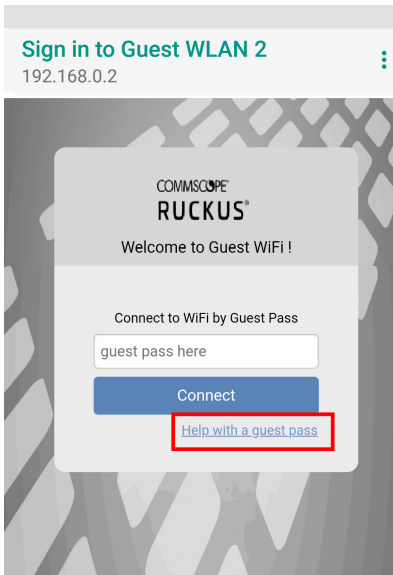 Sign in to Guest WLAN 2
192.168.0.2
COMMSCOPE®
RUCKUS®
Welcome to Guest WiFi !
Connect to WiFi by Guest Pass
guest pass here
Connect
Help with a guest pass